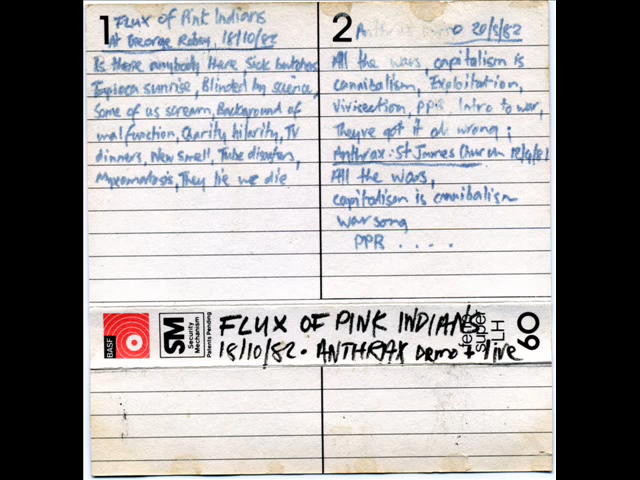 1 FLUX OF Pink Indians
At George Robey, 18/10/82
Is there anybody there, Sick butchers
Tapioca sunrise, Blinded by science,
Some of us scream, Background of
malfunction, Charity hilarity, TV
dinners, New smell, Tube disasters,
Myxomatosis, They lie we die
2 Anthrax Demo 20/5/82
All the wars, capitalism is
cannibalism, Exploitation,
Vivisection, PPB, Intro to war,
They've got it all wrong;
Anthrax: St James Church
All the wars,
capitalism is cannibalism
war song
PPB . . . . .
BASF
SM
Security
Mechanism
Patents Pending
FLUX OF PINK INDIANS
18/10/82 . ANTHRAX Demo + live
ferro
super
LH
60